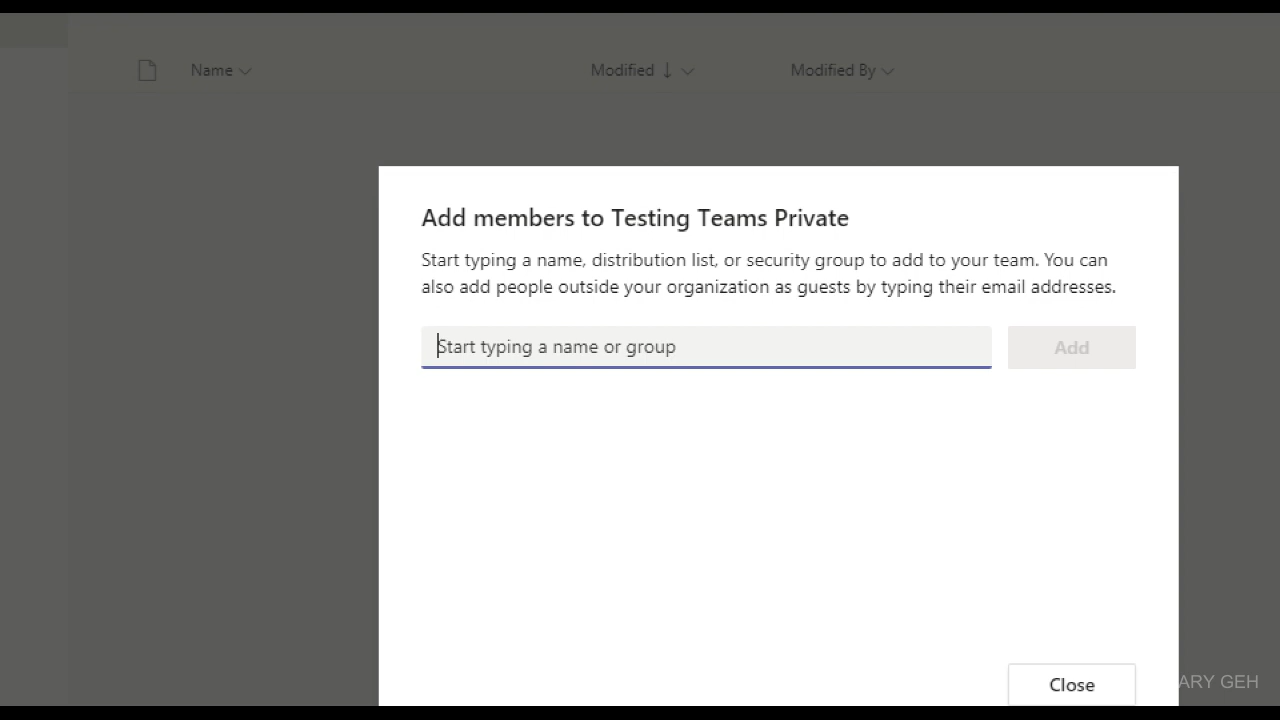 Name
Modified
Modified By
Add members to Testing Teams Private
Start typing a name, distribution list, or security group to add to your team. You can
also add people outside your organization as guests by typing their email addresses.
Start typing a name or group
Add
Close
ARY GEH